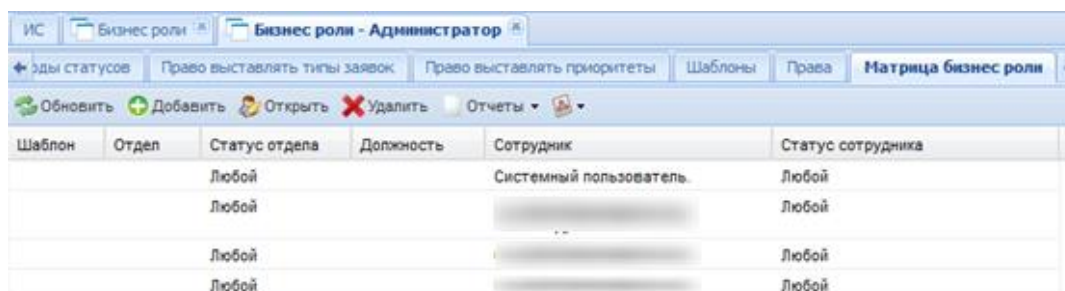 ИС Бизнес роли Бизнес роли - Администратор
оды статусов Право выставлять типы заявок Право выставлять приоритеты Шаблоны Права Матрица бизнес роли
Обновить Добавить Открыть Удалить Отчеты
Шаблон Отдел Статус отдела Должность Сотрудник Статус сотрудника
Любой Системный пользователь. Любой
Любой Любой
Любой Любой
Любой Любой